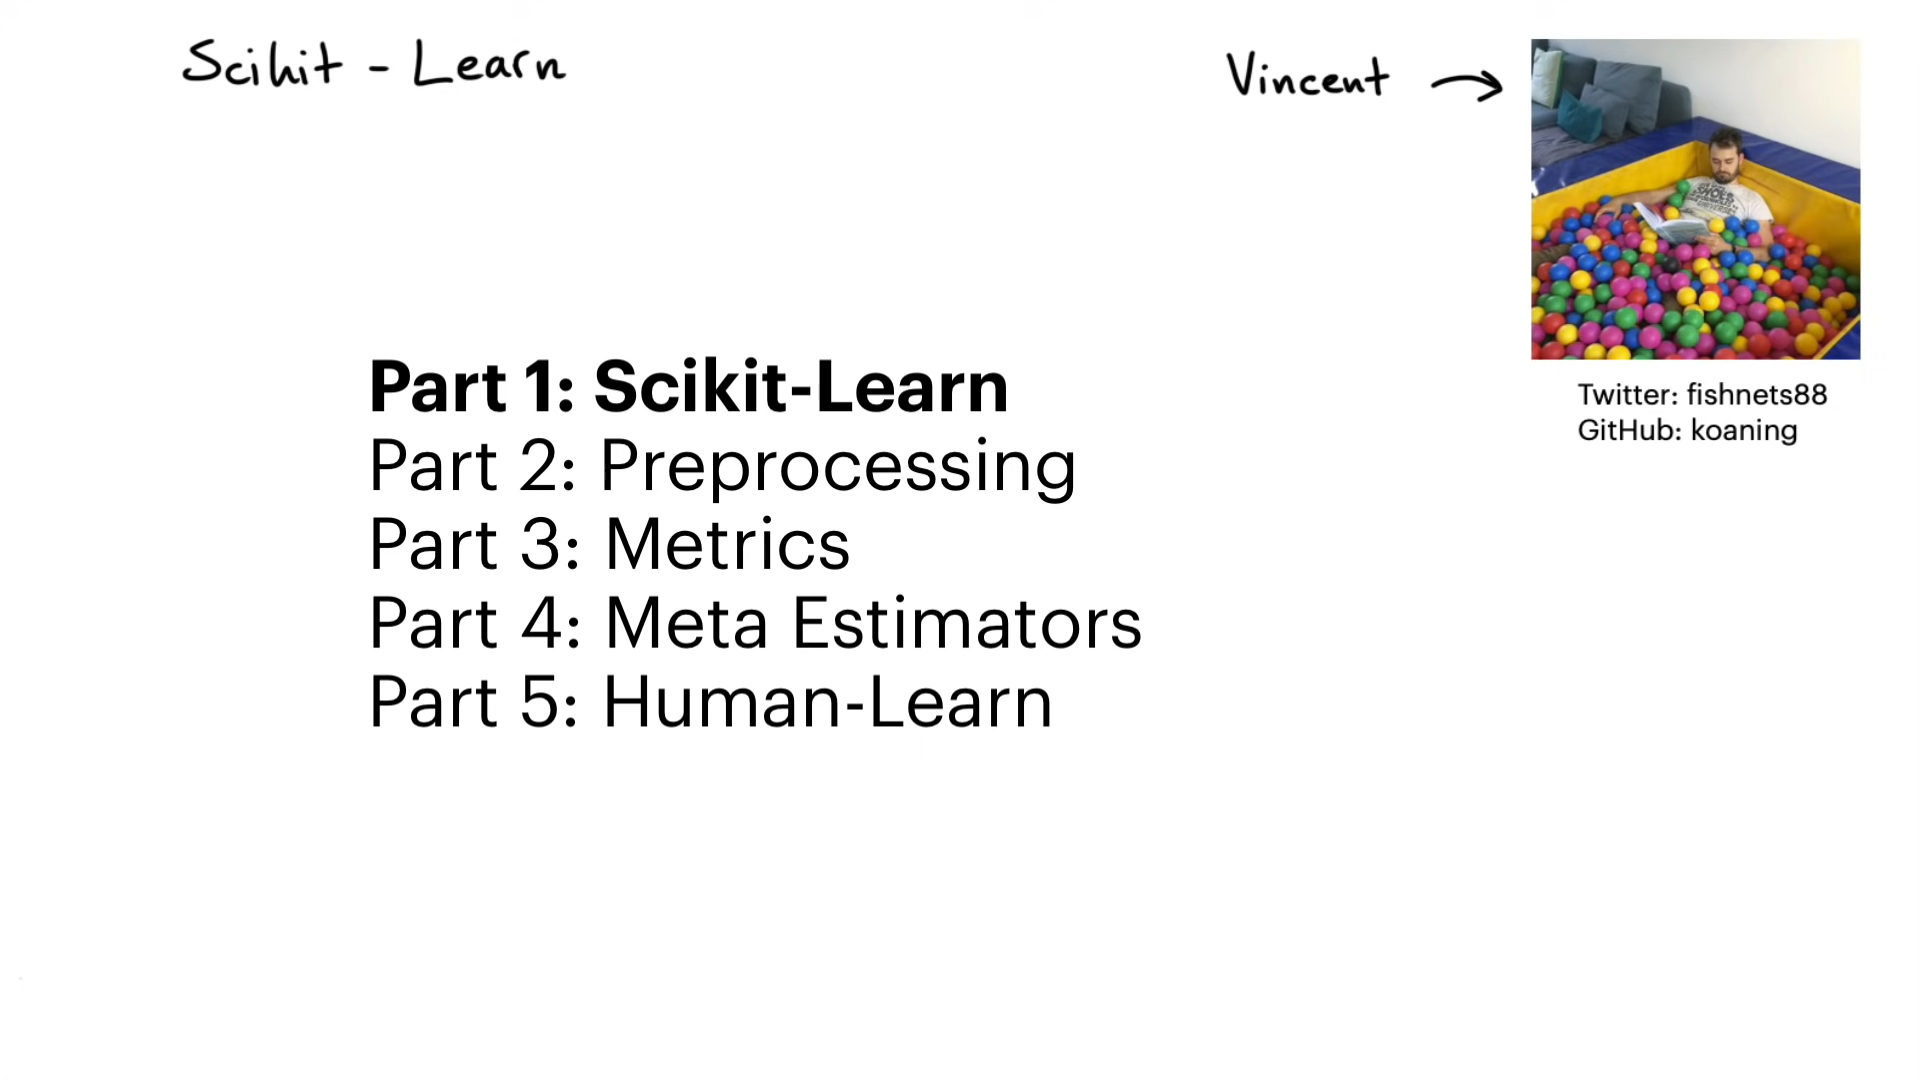 Scikit - Learn
Vincent →
Part 1: Scikit-Learn
Part 2: Preprocessing
Part 3: Metrics
Part 4: Meta Estimators
Part 5: Human-Learn
Twitter: fishnets88
GitHub: koaning